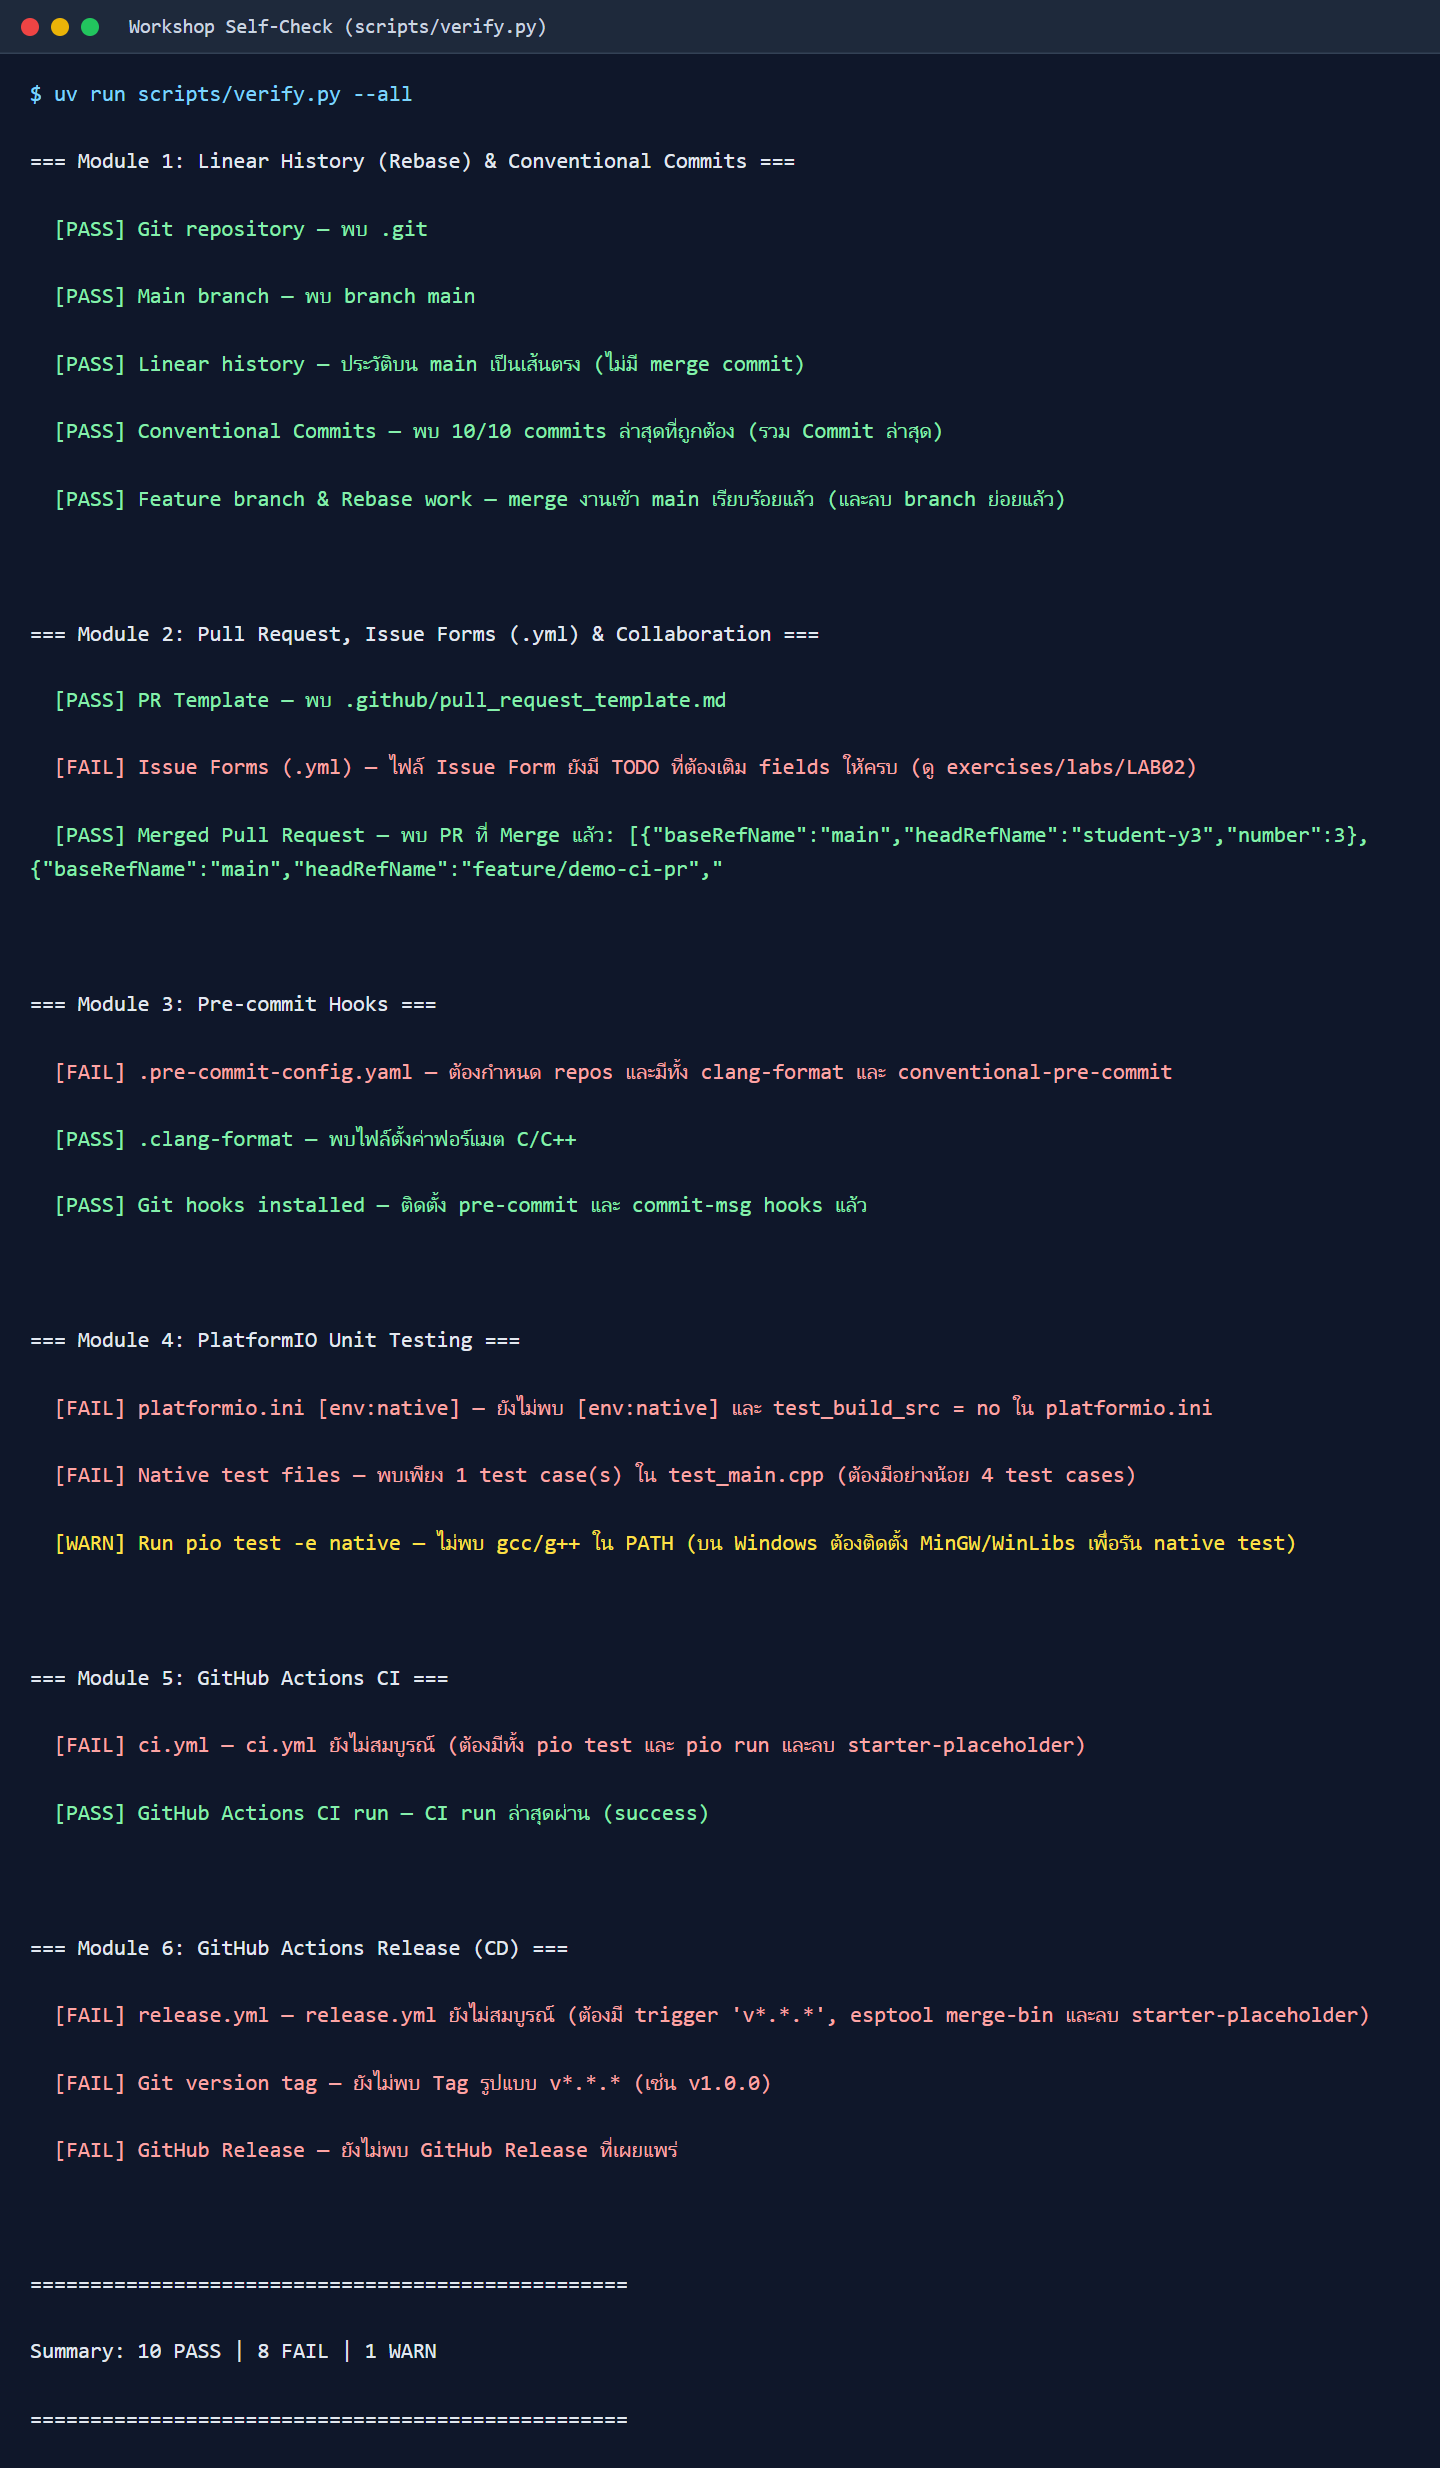 Workshop Self-Check (scripts/verify.py)
$ uv run scripts/verify.py --all
=== Module 1: Linear History (Rebase) & Conventional Commits ===
[PASS] Git repository — พบ .git
[PASS] Main branch — พบ branch main
[PASS] Linear history — ประวัติบน main เป็นเส้นตรง (ไม่มี merge commit)
[PASS] Conventional Commits — พบ 10/10 commits ล่าสุดที่ถูกต้อง (รวม Commit ล่าสุด)
[PASS] Feature branch & Rebase work — merge งานเข้า main เรียบร้อยแล้ว (และลบ branch ย่อยแล้ว)
=== Module 2: Pull Request, Issue Forms (.yml) & Collaboration ===
[PASS] PR Template — พบ .github/pull_request_template.md
[FAIL] Issue Forms (.yml) — ไฟล์ Issue Form ยังมี TODO ที่ต้องเติม fields ให้ครบ (ดู exercises/labs/LAB02)
[PASS] Merged Pull Request — พบ PR ที่ Merge แล้ว: [{"baseRefName":"main","headRefName":"student-y3","number":3},
{"baseRefName":"main","headRefName":"feature/demo-ci-pr","
=== Module 3: Pre-commit Hooks ===
[FAIL] .pre-commit-config.yaml — ต้องกำหนด repos และมีทั้ง clang-format และ conventional-pre-commit
[PASS] .clang-format — พบไฟล์ตั้งค่าฟอร์แมต C/C++
[PASS] Git hooks installed — ติดตั้ง pre-commit และ commit-msg hooks แล้ว
=== Module 4: PlatformIO Unit Testing ===
[FAIL] platformio.ini [env:native] — ยังไม่พบ [env:native] และ test_build_src = no ใน platformio.ini
[FAIL] Native test files — พบเพียง 1 test case(s) ใน test_main.cpp (ต้องมีอย่างน้อย 4 test cases)
[WARN] Run pio test -e native — ไม่พบ gcc/g++ ใน PATH (บน Windows ต้องติดตั้ง MinGW/WinLibs เพื่อรัน native test)
=== Module 5: GitHub Actions CI ===
[FAIL] ci.yml — ci.yml ยังไม่สมบูรณ์ (ต้องมีทั้ง pio test และ pio run และลบ starter-placeholder)
[PASS] GitHub Actions CI run — CI run ล่าสุดผ่าน (success)
=== Module 6: GitHub Actions Release (CD) ===
[FAIL] release.yml — release.yml ยังไม่สมบูรณ์ (ต้องมี trigger 'v*.*.*', esptool merge-bin และลบ starter-placeholder)
[FAIL] Git version tag — ยังไม่พบ Tag รูปแบบ v*.*.* (เช่น v1.0.0)
[FAIL] GitHub Release — ยังไม่พบ GitHub Release ที่เผยแพร่
==================================================
Summary: 10 PASS | 8 FAIL | 1 WARN
==================================================